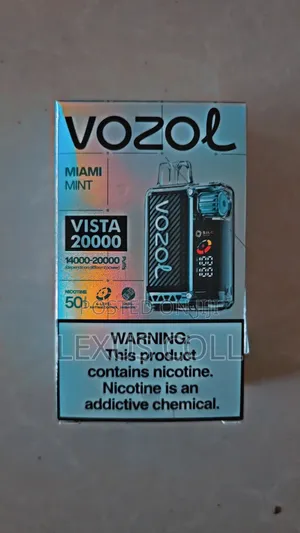 VOZOL
MIAMI
MINT
VISTA
20000
14000-20000
NICOTINE
50
VOZOL
WARNING:
This product
contains nicotine.
Nicotine is an
addictive chemical.